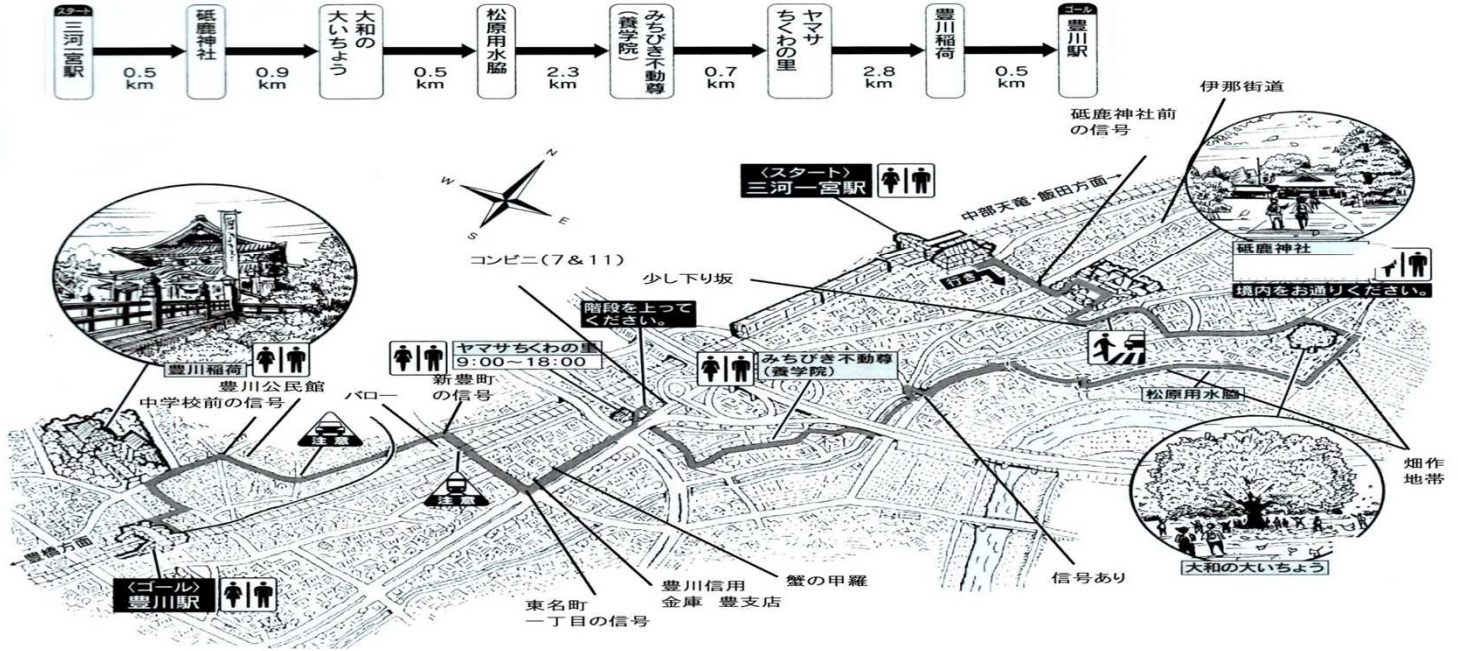 スタート
三河一宮駅
0.5
km
砥鹿神社
0.9
km
大和の
大いちょう
0.5
km
松原用水脇
2.3
km
みちびき不動尊
(養学院)
0.7
km
ヤマサ
ちくわの里
2.8
km
豊川稲荷
0.5
km
ゴール
豊川駅
伊那街道
砥鹿神社前
の信号
N
W
E
S
〈スタート〉
三河一宮駅
中部天竜・飯田方面
砥鹿神社
境内をお通りください。
コンビニ(7&11)
少し下り坂
階段を上って
ください。
ヤマサちくわの里
9:00~18:00
みちびき不動尊
(養学院)
豊川稲荷
豊川公民館
中学校前の信号
バロー
新豊町
の信号
注意
注意
松原用水脇
畑作
地帯
大和の大いちょう
信号あり
蟹の甲羅
豊川信用
金庫 豊支店
東名町
一丁目の信号
豊橋方面
〈ゴール〉
豊川駅